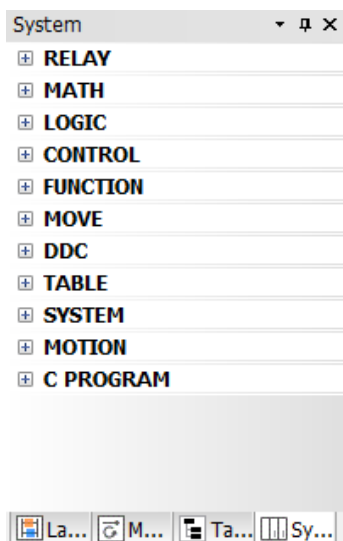 System
RELAY
MATH
LOGIC
CONTROL
FUNCTION
MOVE
DDC
TABLE
SYSTEM
MOTION
C PROGRAM
La... M... Ta... Sy...